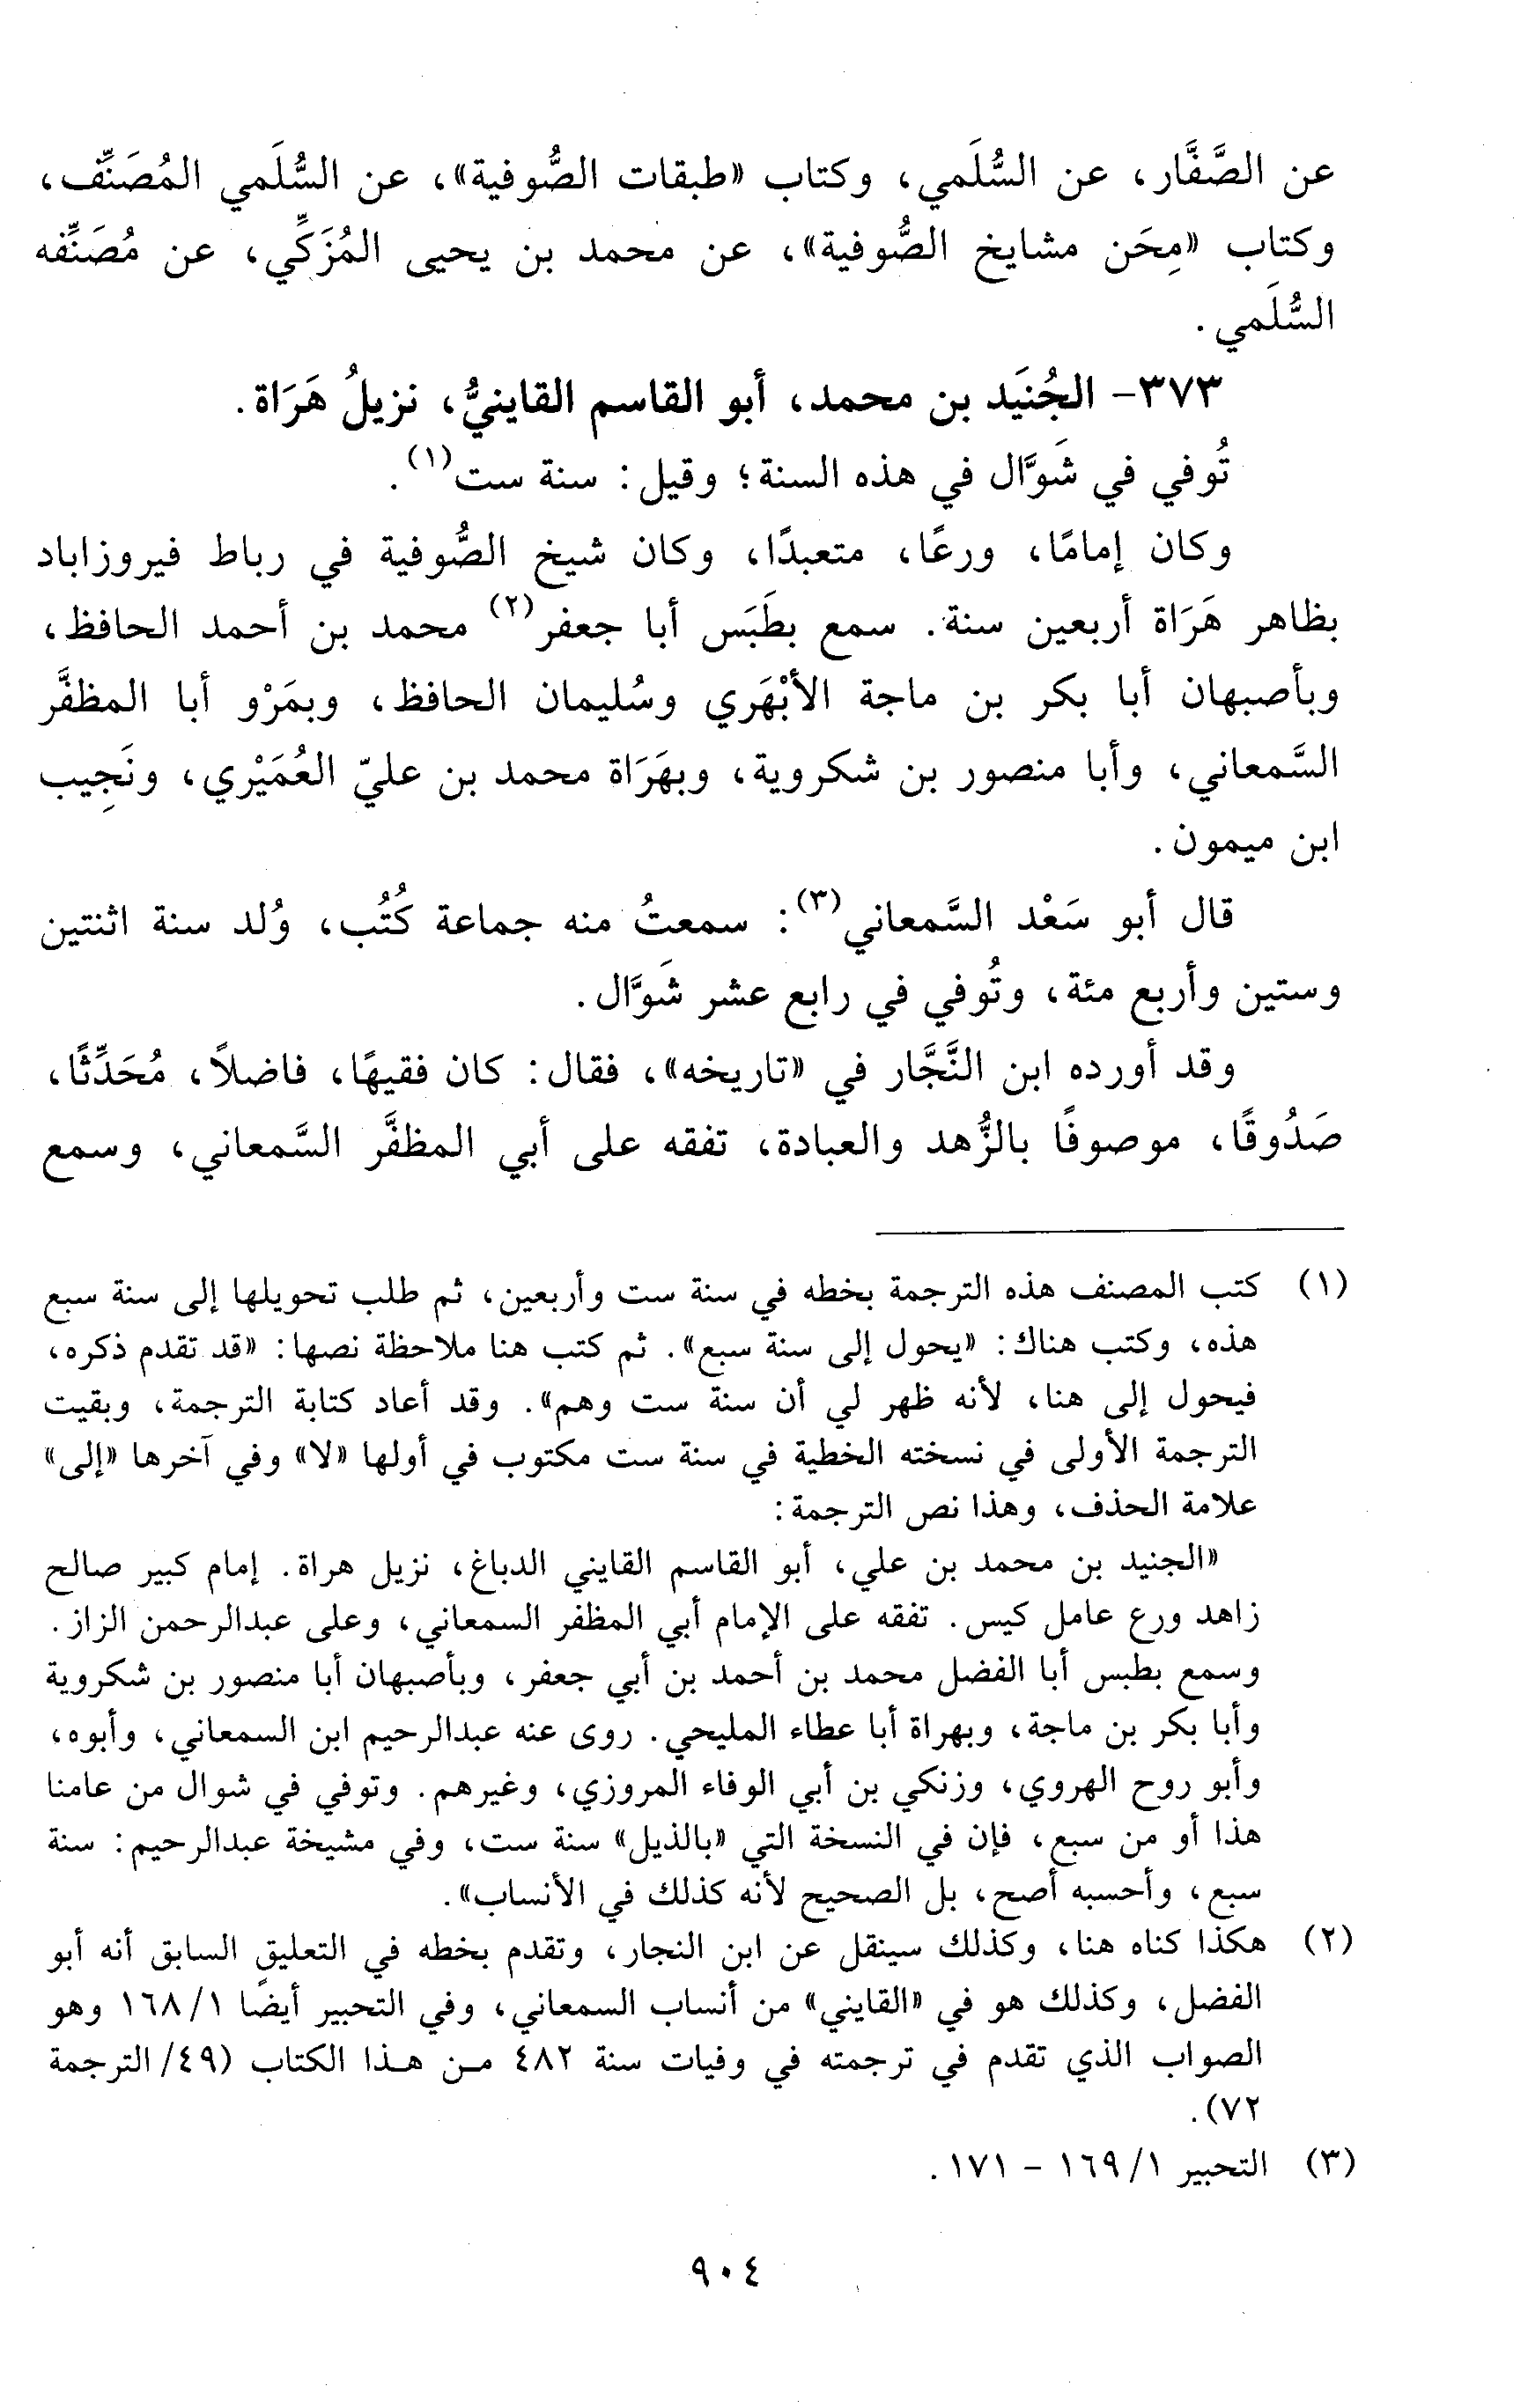 عن الصَّفَّار، عن السُّلَمي، وكتاب «طبقات الصُّوفية»، عن السُّلَمي المُصَنِّف،
وكتاب «مِحَن مشايخ الصُّوفية»، عن محمد بن يحيى المُزَكِّي، عن مُصَنِّفه
السُّلَمي.
٣٧٣- الجُنَيد بن محمد، أبو القاسم القاينيُّ، نزيلُ هَرَاة.
تُوفي في شَوَّال في هذه السنة؛ وقيل: سنة ست(١).
وكان إمامًا، ورعًا، متعبدًا، وكان شيخ الصُّوفية في رباط فيروزاباد
بظاهر هَرَاة أربعين سنة. سمع بطَبَس أبا جعفر(٢) محمد بن أحمد الحافظ،
وبأصبهان أبا بكر بن ماجة الأبْهَري وسُليمان الحافظ، وبمَرْو أبا المظفَّر
السَّمعاني، وأبا منصور بن شكروية، وبهَرَاة محمد بن عليّ العُمَيْري، ونَجِيب
ابن ميمون.
قال أبو سَعْد السَّمعاني(٣): سمعتُ منه جماعة كُتُب، وُلد سنة اثنتين
وستين وأربع مئة، وتُوفي في رابع عشر شَوَّال.
وقد أورده ابن النَّجَّار في «تاريخه»، فقال: كان فقيهًا، فاضلاً، مُحَدِّثًا،
صَدُوقًا، موصوفًا بالزُّهد والعبادة، تفقه على أبي المظفَّر السَّمعاني، وسمع
(١) كتب المصنف هذه الترجمة بخطه في سنة ست وأربعين، ثم طلب تحويلها إلى سنة سبع
هذه، وكتب هناك: «يحول إلى سنة سبع». ثم كتب هنا ملاحظة نصها: «قد تقدم ذكره،
فيحول إلى هنا، لأنه ظهر لي أن سنة ست وهم». وقد أعاد كتابة الترجمة، وبقيت
الترجمة الأولى في نسخته الخطية في سنة ست مكتوب في أولها «لا» وفي آخرها «إلى»
علامة الحذف، وهذا نص الترجمة:
«الجنيد بن محمد بن علي، أبو القاسم القايني الدباغ، نزيل هراة. إمام كبير صالح
زاهد ورع عامل كيس. تفقه على الإمام أبي المظفر السمعاني، وعلى عبدالرحمن الزاز.
وسمع بطبس أبا الفضل محمد بن أحمد بن أبي جعفر، وبأصبهان أبا منصور بن شكروية
وأبا بكر بن ماجة، وبهراة أبا عطاء المليحي. روى عنه عبدالرحيم ابن السمعاني، وأبوه،
وأبو روح الهروي، وزنكي بن أبي الوفاء المروزي، وغيرهم. وتوفي في شوال من عامنا
هذا أو من سبع، فإن في النسخة التي «بالذيل» سنة ست، وفي مشيخة عبدالرحيم: سنة
سبع، وأحسبه أصح، بل الصحيح لأنه كذلك في الأنساب».
(٢) هكذا كناه هنا، وكذلك سينقل عن ابن النجار، وتقدم بخطه في التعليق السابق أنه أبو
الفضل، وكذلك هو في «القايني» من أنساب السمعاني، وفي التحبير أيضًا ١/ ١٦٨ وهو
الصواب الذي تقدم في ترجمته في وفيات سنة ٤٨٢ من هذا الكتاب (٤٩/ الترجمة
٧٢).
(٣) التحبير ١/ ١٦٩ - ١٧١.
٩٠٤